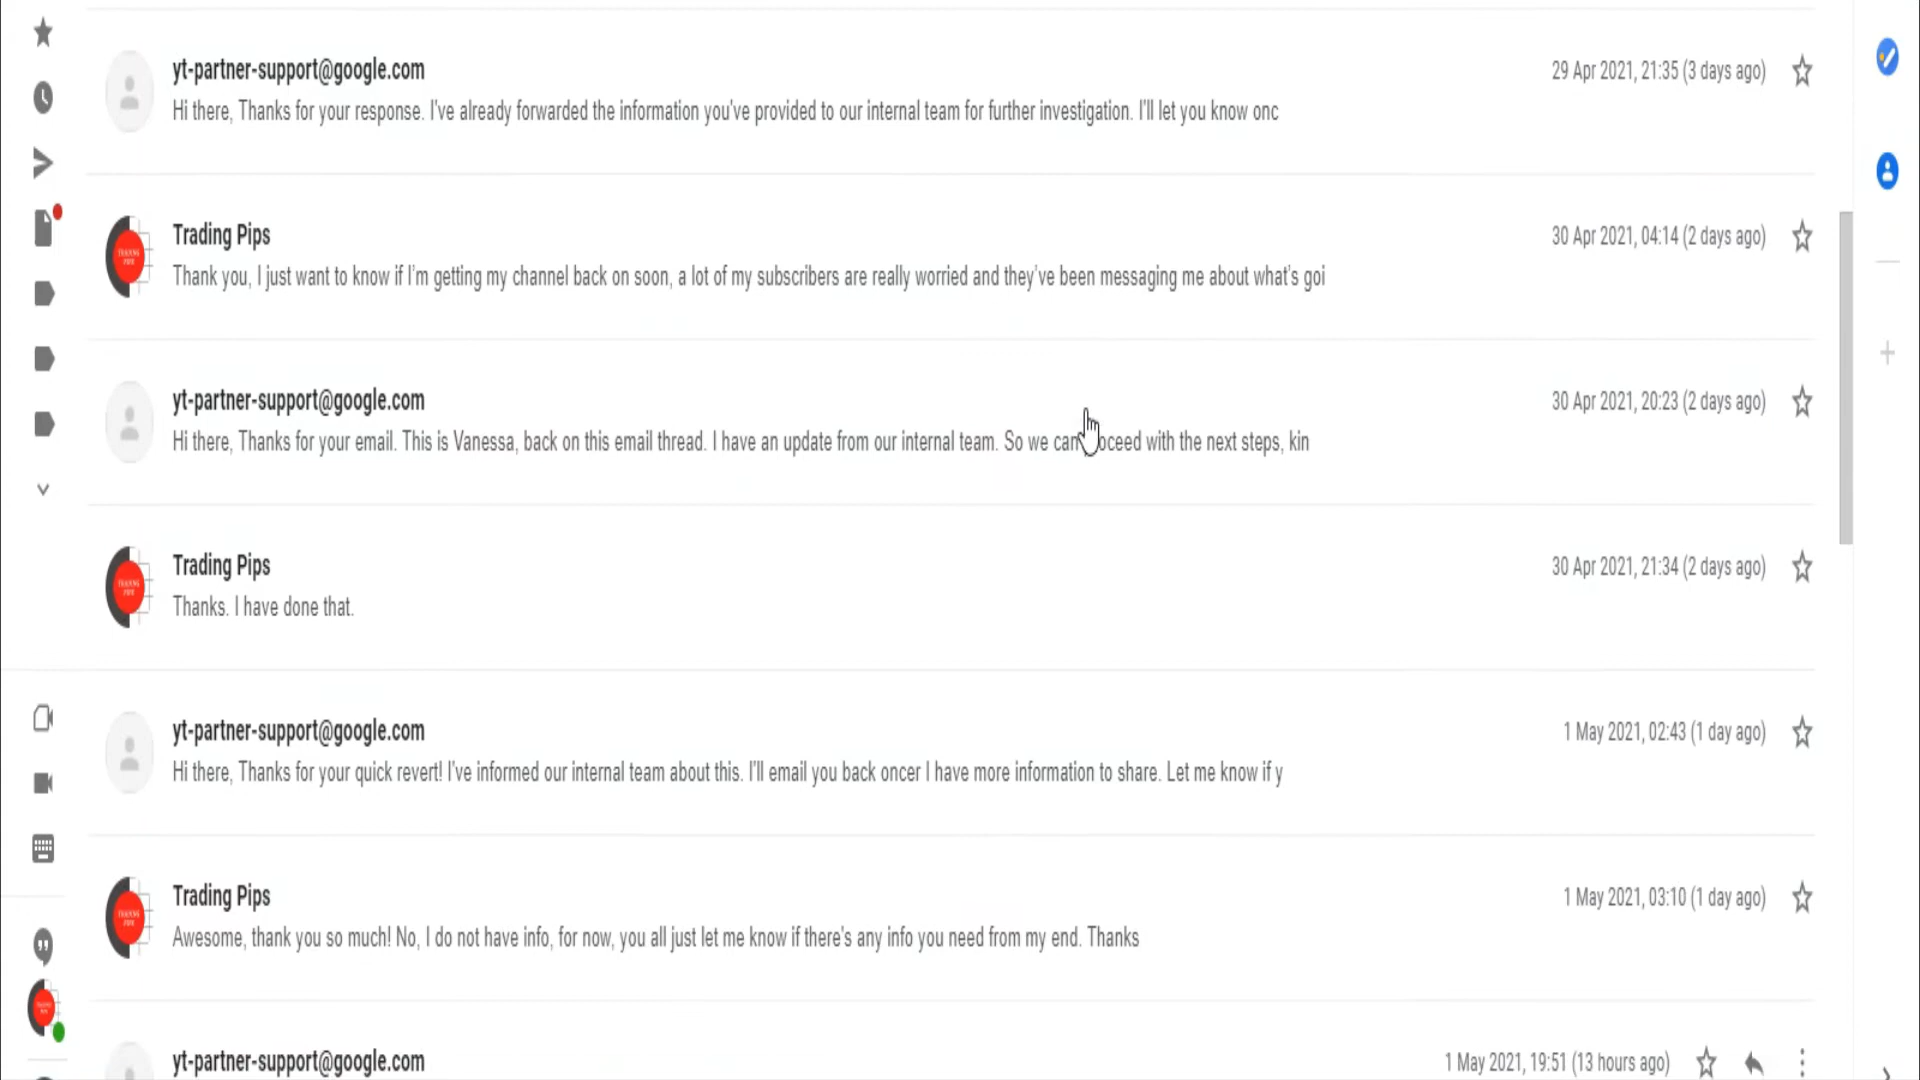 yt-partner-support@google.com
29 Apr 2021, 21:35 (3 days ago)
Hi there, Thanks for your response. I've already forwarded the information you've provided to our internal team for further investigation. I'll let you know onc
Trading Pips
30 Apr 2021, 04:14 (2 days ago)
Thank you, I just want to know if I'm getting my channel back on soon, a lot of my subscribers are really worried and they've been messaging me about what's goi
yt-partner-support@google.com
30 Apr 2021, 20:23 (2 days ago)
Hi there, Thanks for your email. This is Vanessa, back on this email thread. I have an update from our internal team. So we can oceed with the next steps, kin
Trading Pips
30 Apr 2021, 21:34 (2 days ago)
Thanks. I have done that.
yt-partner-support@google.com
1 May 2021, 02:43 (1 day ago)
Hi there, Thanks for your quick revert! I've informed our internal team about this. I'll email you back oncer I have more information to share. Let me know if y
Trading Pips
1 May 2021, 03:10 (1 day ago)
Awesome, thank you so much! No, I do not have info, for now, you all just let me know if there's any info you need from my end. Thanks
yt-partner-support@google.com
1 May 2021, 19:51 (13 hours ago)